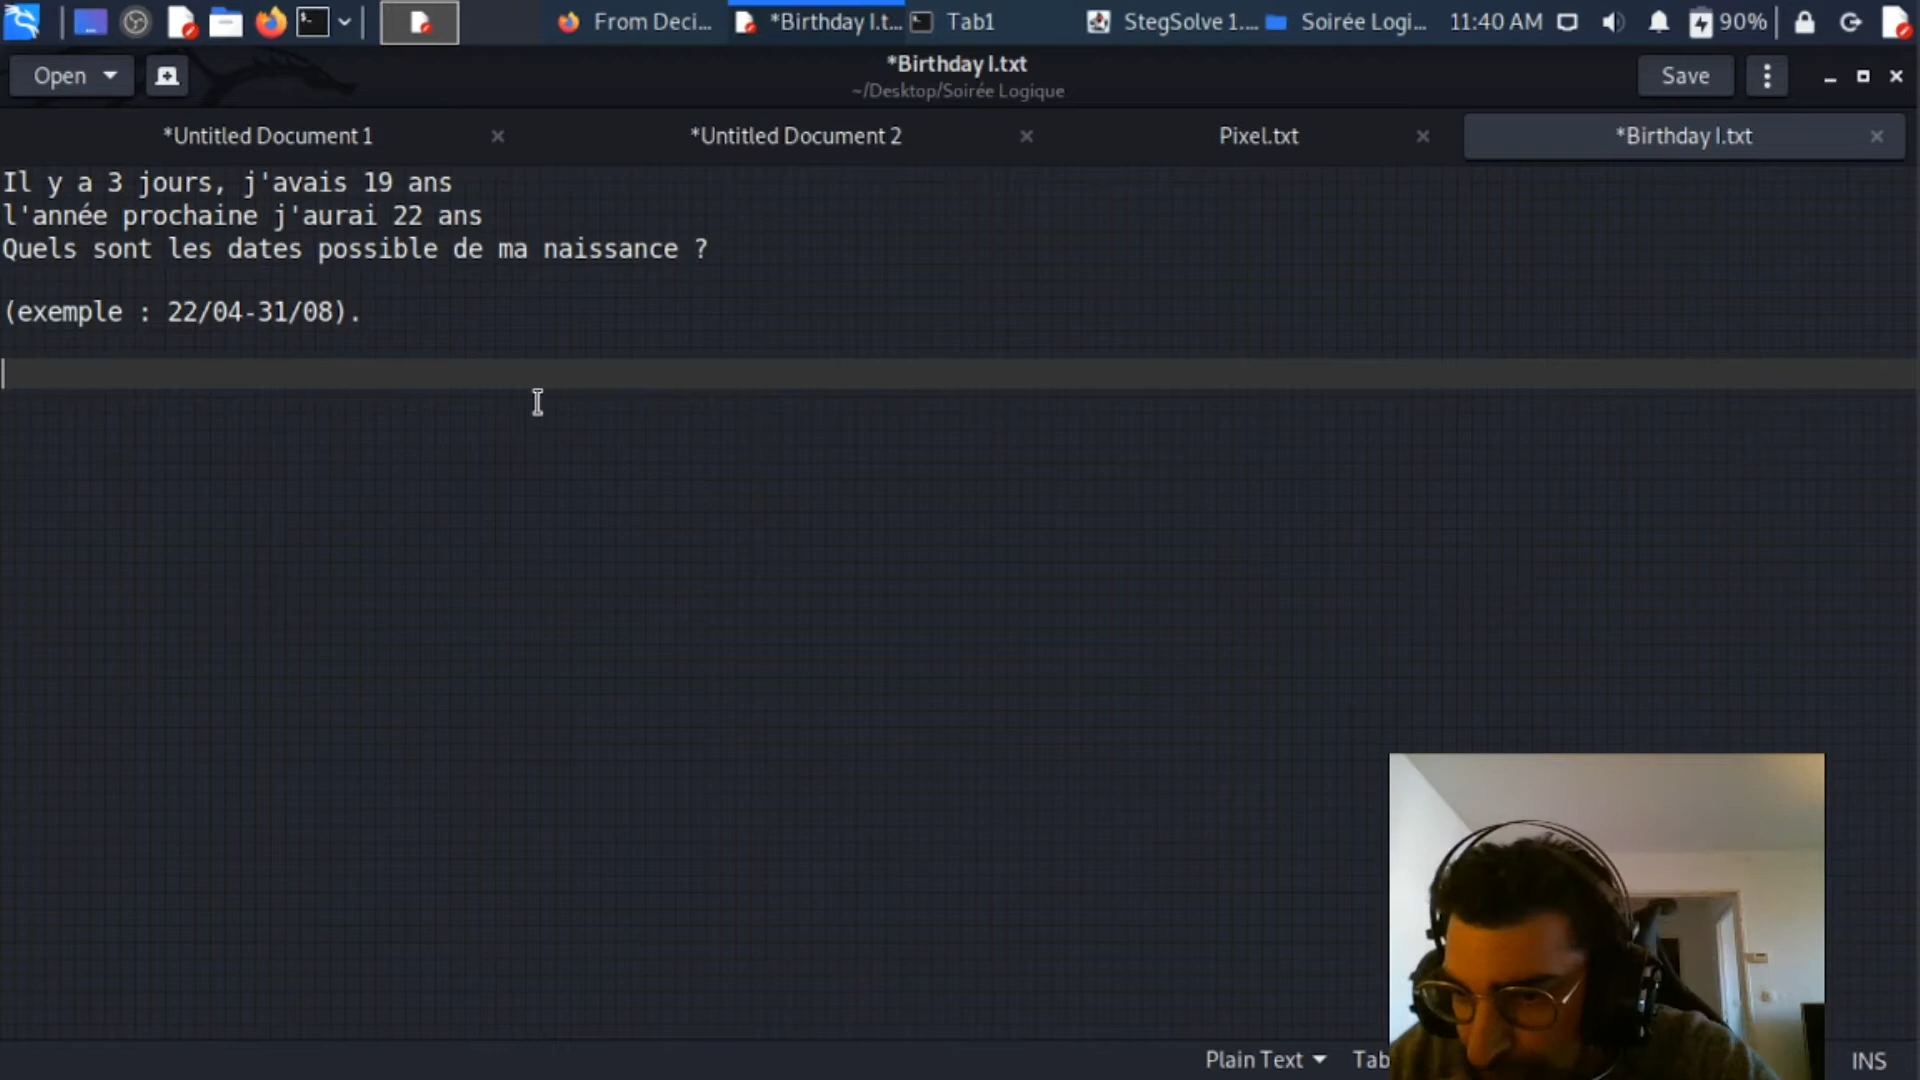 From Deci...
*Birthday I.t...
Tab1
StegSolve 1....
Soirée Logi...
11:40 AM
90%
Open
*Birthday I.txt
~/Desktop/Soirée Logique
Save
*Untitled Document 1
*Untitled Document 2
Pixel.txt
*Birthday I.txt
Il y a 3 jours, j'avais 19 ans
l'année prochaine j'aurai 22 ans
Quels sont les dates possible de ma naissance ?
(exemple : 22/04-31/08).
Plain Text
Tab
INS